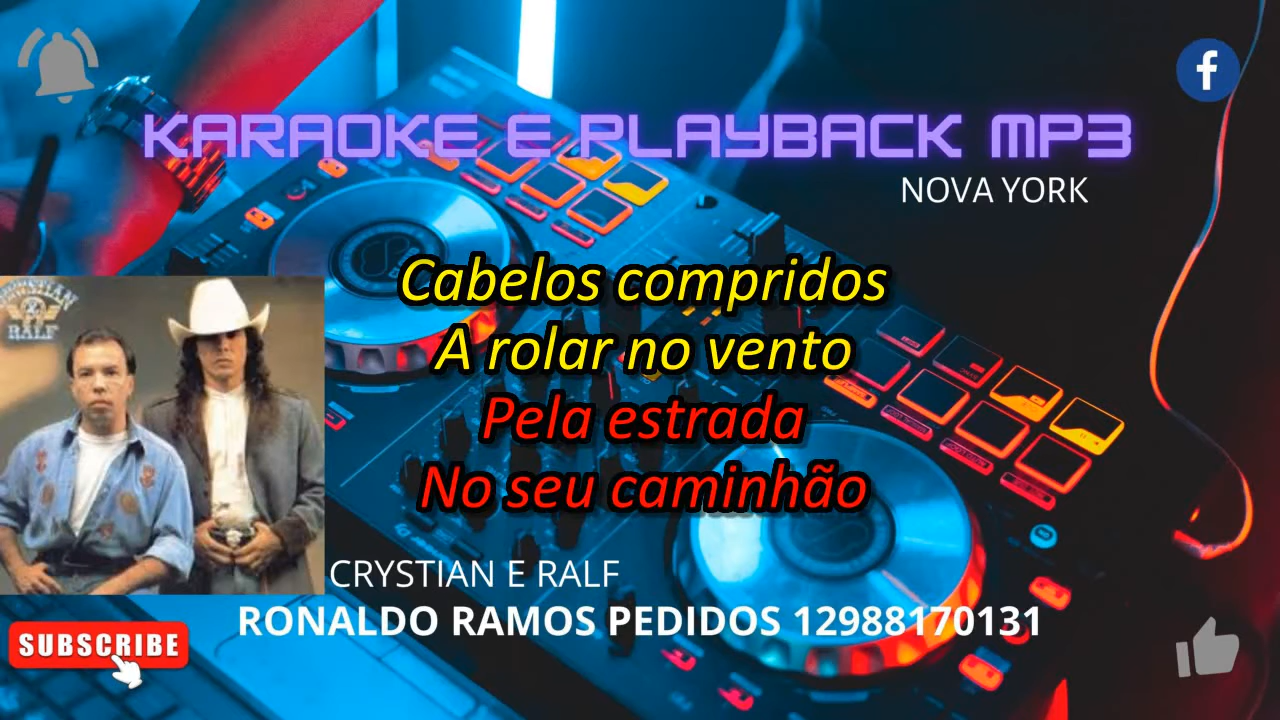 KARAOKE E PLAYBACK MP3
NOVA YORK
Cabelos compridos
A rolar no vento
Pela estrada
No seu caminhão
RALF
CRYSTIAN E RALF
RONALDO RAMOS PEDIDOS 12988170131
SUBSCRIBE